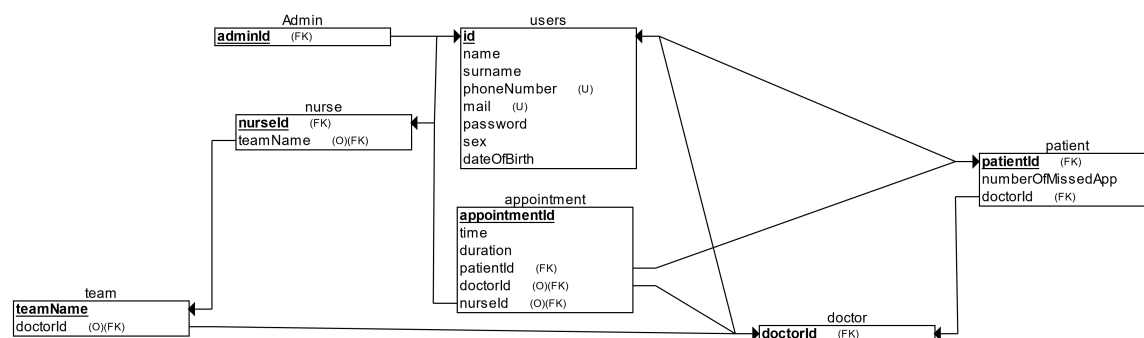 Admin
adminId (FK)
users
id
name
surname
phoneNumber (U)
mail (U)
password
sex
dateOfBirth
nurse
nurseId (FK)
teamName (O)(FK)
patient
patientId (FK)
numberOfMissedApp
doctorId (FK)
appointment
appointmentId
time
duration
patientId (FK)
doctorId (O)(FK)
nurseId (O)(FK)
team
teamName
doctorId (O)(FK)
doctor
doctorId (FK)